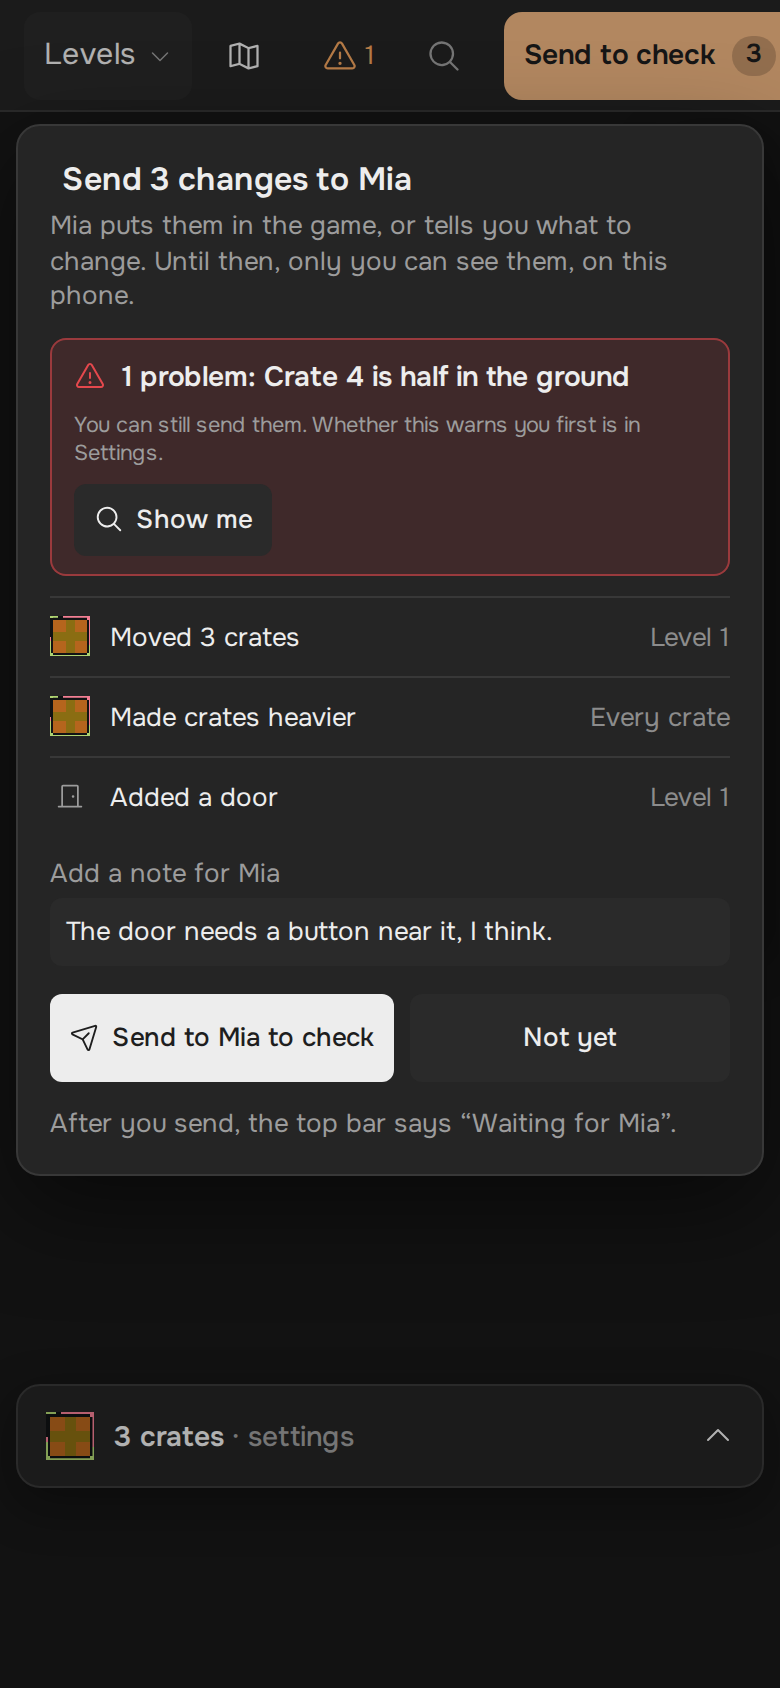 Levels
1
Send to check 3
Send 3 changes to Mia
Mia puts them in the game, or tells you what to
change. Until then, only you can see them, on this
phone.
1 problem: Crate 4 is half in the ground
You can still send them. Whether this warns you first is in
Settings.
Show me
Moved 3 crates Level 1
Made crates heavier Every crate
Added a door Level 1
Add a note for Mia
The door needs a button near it, I think.
Send to Mia to check Not yet
After you send, the top bar says “Waiting for Mia”.
3 crates · settings